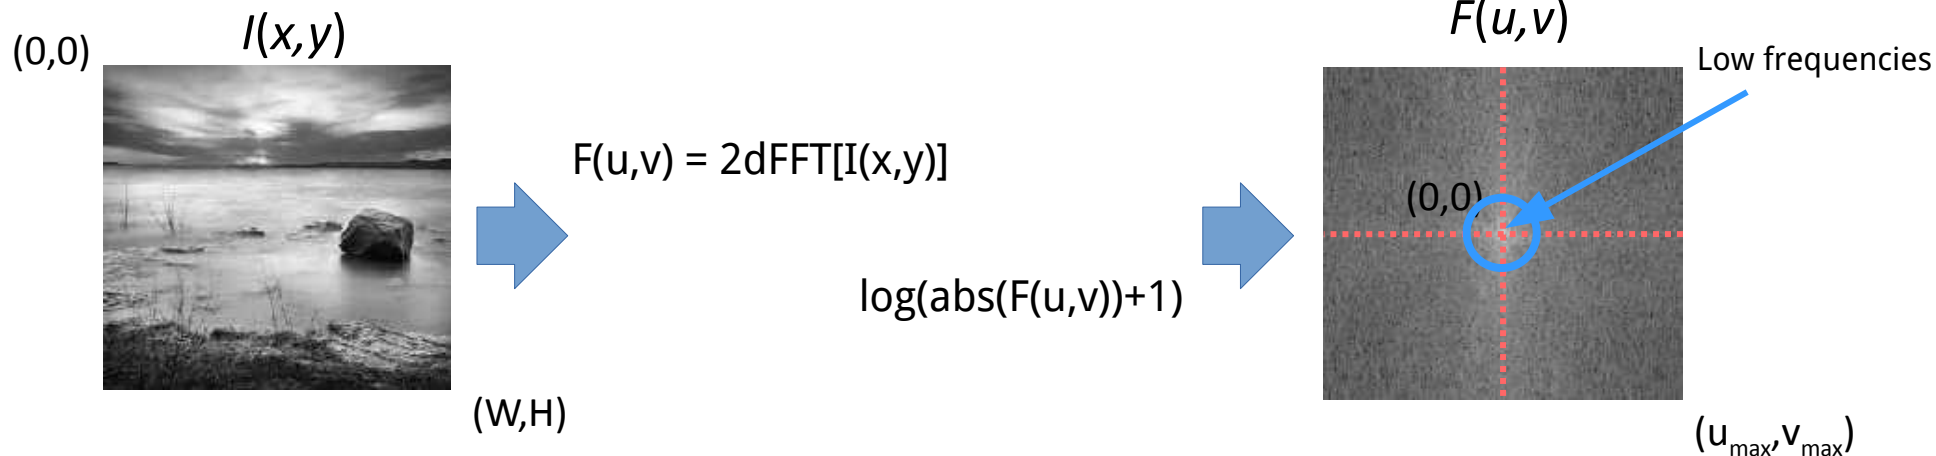 I(x,y)
F(u,v)
(0,0)
Low frequencies
F(u,v) = 2dFFT[I(x,y)]
(0,0)
log(abs(F(u,v))+1)
(W,H)
(umax,vmax)